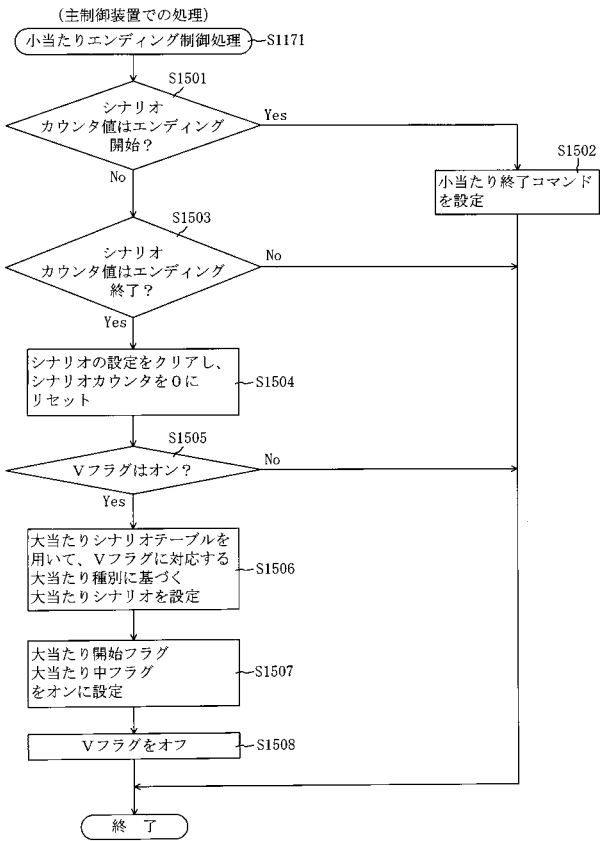 (主制御装置での処理)
小当たりエンディング制御処理
S1171
S1501
シナリオ
カウンタ値はエンディング
開始?
Yes
No
S1502
小当たり終了コマンド
を設定
S1503
シナリオ
カウンタ値はエンディング
終了?
No
Yes
シナリオの設定をクリアし、
シナリオカウンタを0に
リセット
S1504
S1505
Vフラグはオン?
No
Yes
大当たりシナリオテーブルを
用いて、Vフラグに対応する
大当たり種別に基づく
大当たりシナリオを設定
S1506
大当たり開始フラグ
大当たり中フラグ
をオンに設定
S1507
Vフラグをオフ
S1508
終 了